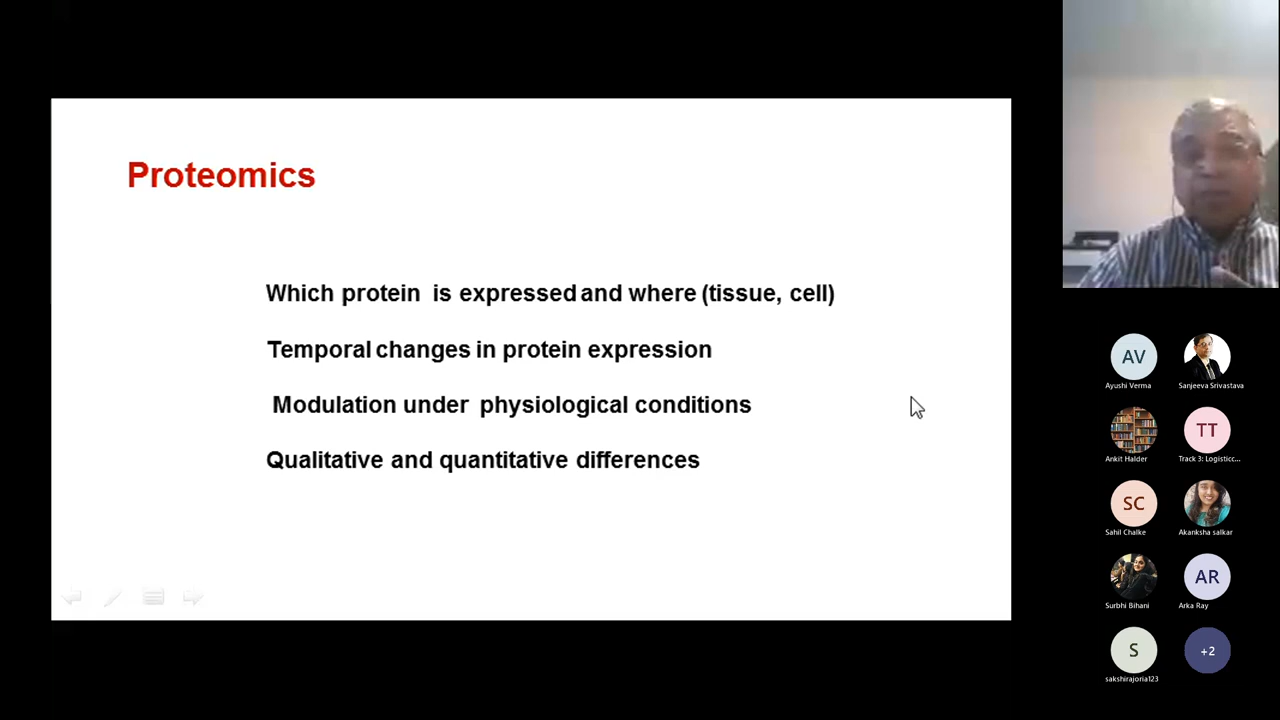 Proteomics
Which protein is expressed and where (tissue, cell)
Temporal changes in protein expression
Modulation under physiological conditions
Qualitative and quantitative differences
AV
Ayushi Verma
Sanjeeva Srivastava
Ankit Halder
TT
Track 3: Logisticc...
SC
Sahil Chalke
Akanksha salkar
Surbhi Bihani
AR
Arka Ray
S
sakshirajoria123
+2